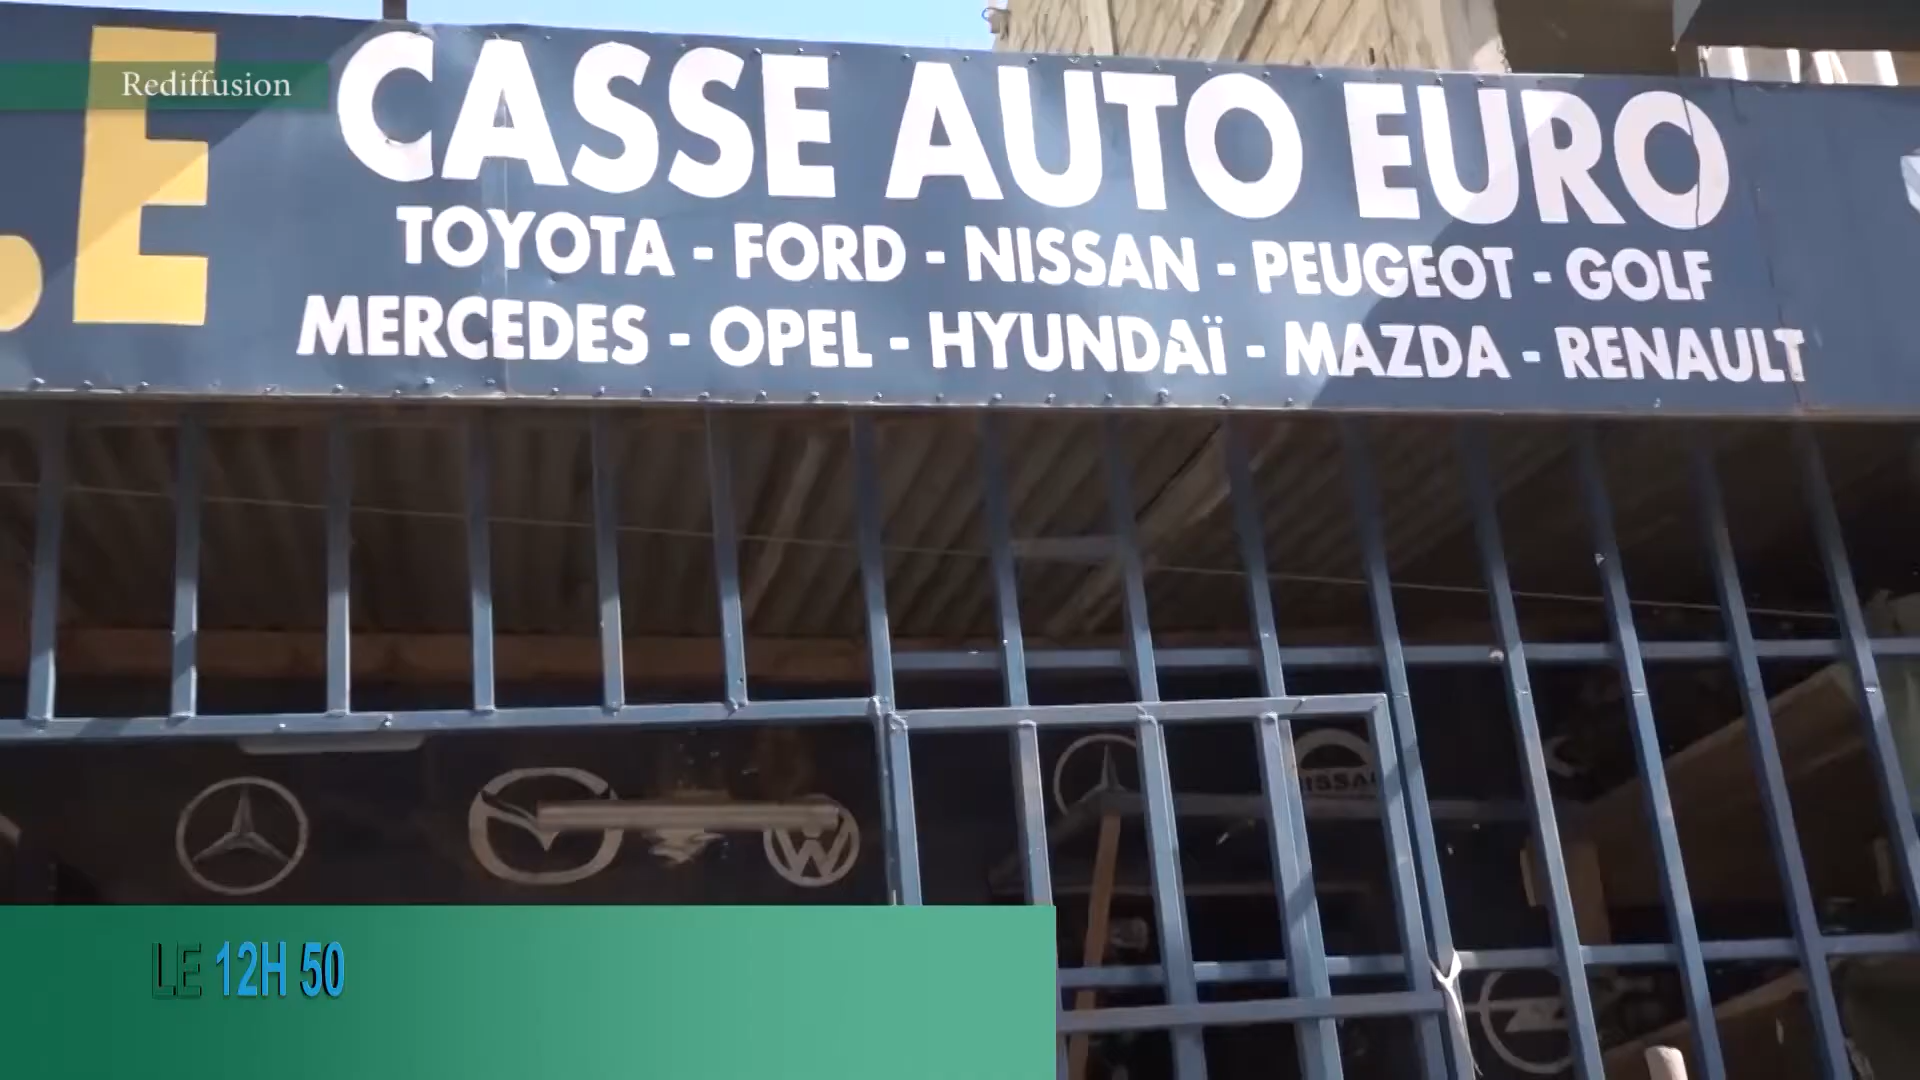 Rediffusion
E
CASSE AUTO EURO
TOYOTA - FORD - NISSAN - PEUGEOT - GOLF
MERCEDES - OPEL - HYUNDAÏ - MAZDA - RENAULT
NISSAN
LE 12H 50